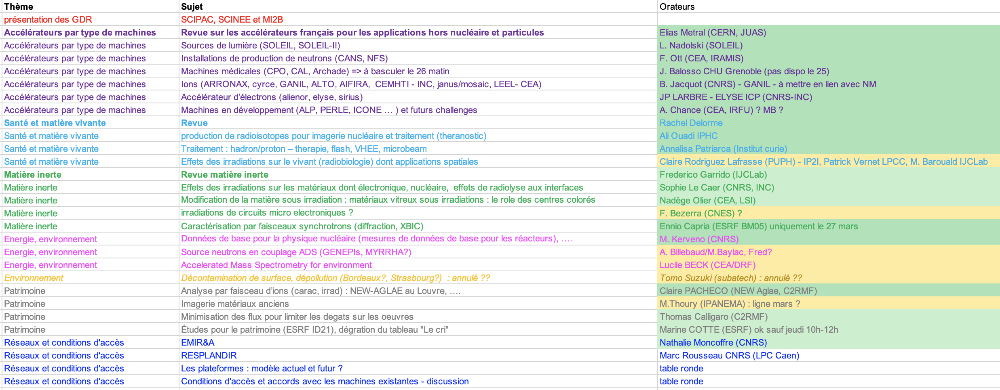 Thème Sujet Orateurs
présentation des GDR SCIPAC, SCINEE et MI2B
Accélérateurs par type de machines Revue sur les accélérateurs français pour les applications hors nucléaire et particules Elias Metral (CERN, JUAS)
Accélérateurs par type de machines Sources de lumière (SOLEIL, SOLEIL-II) L. Nadolski (SOLEIL)
Accélérateurs par type de machines Installations de production de neutrons (CANS, NFS) F. Ott (CEA, IRAMIS)
Accélérateurs par type de machines Machines médicales (CPO, CAL, Archade) => à basculer le 26 matin J. Balosso CHU Grenoble (pas dispo le 25)
Accélérateurs par type de machines Ions (ARRONAX, cyrce, GANIL, ALTO, AIFIRA, CEMHTI - INC, janus/mosaic, LEEL- CEA) B. Jacquot (CNRS) - GANIL - à mettre en lien avec NM
Accélérateurs par type de machines Accélérateur d’électrons (alienor, elyse, sirius) JP LARBRE - ELYSE ICP (CNRS-INC)
Accélérateurs par type de machines Machines en développement (ALP, PERLE, ICONE … ) et futurs challenges A. Chance (CEA, IRFU) ? MB ?
Santé et matière vivante Revue Rachel Delorme
Santé et matière vivante production de radioisotopes pour imagerie nucléaire et traitement (theranostic) Ali Ouadi IPHC
Santé et matière vivante Traitement : hadron/proton – therapie, flash, VHEE, microbeam Annalisa Patriarca (Institut curie)
Santé et matière vivante Effets des irradiations sur le vivant (radiobiologie) dont applications spatiales Claire Rodriguez Lafrasse (PUPH) - IP2I, Patrick Vernet LPCC, M. Barouald IJCLab
Matière inerte Revue matière inerte Frederico Garrido (IJCLab)
Matière inerte Effets des irradiations sur les matériaux dont électronique, nucléaire, effets de radiolyse aux interfaces Sophie Le Caer (CNRS, INC)
Matière inerte Modification de la matière sous irradiation : matériaux vitreux sous irradiations : le role des centres colorés Nadège Olier (CEA, LSI)
Matière inerte irradiations de circuits micro electroniques ? F. Bezerra (CNES) ?
Matière inerte Caractérisation par faisceaux synchrotrons (diffraction, XBIC) Ennio Capria (ESRF BM05) uniquement le 27 mars
Energie, environnement Données de base pour la physique nucléaire (mesures de données de base pour les réacteurs), …. M. Kerveno (CNRS)
Energie, environnement Source neutrons en couplage ADS (GENEPIs, MYRRHA?) A. Billebaud/M.Baylac, Fred?
Energie, environnement Accelerated Mass Spectrometry for environment Lucile BECK (CEA/DRF)
Environnement Décontamination de surface, dépollution (Bordeaux?, Strasbourg?) : annulé ?? Tomo Suzuki (subatech) : annulé ??
Patrimoine Analyse par faisceau d’ions (carac, irrad) : NEW-AGLAE au Louvre, …. Claire PACHECO (NEW Aglae, C2RMF)
Patrimoine Imagerie matériaux anciens M.Thoury (IPANEMA) : ligne mars ?
Patrimoine Minimisation des flux pour limiter les degats sur les oeuvres Thomas Calligaro (C2RMF)
Patrimoine Études pour le patrimoine (ESRF ID21), dégration du tableau "Le cri" Marine COTTE (ESRF) ok sauf jeudi 10h-12h
Réseaux et conditions d'accès EMIR&A Nathalie Moncoffre (CNRS)
Réseaux et conditions d'accès RESPLANDIR Marc Rousseau CNRS (LPC Caen)
Réseaux et conditions d'accès Les plateformes : modèle actuel et futur ? table ronde
Réseaux et conditions d'accès Conditions d'accès et accords avec les machines existantes - discussion table ronde